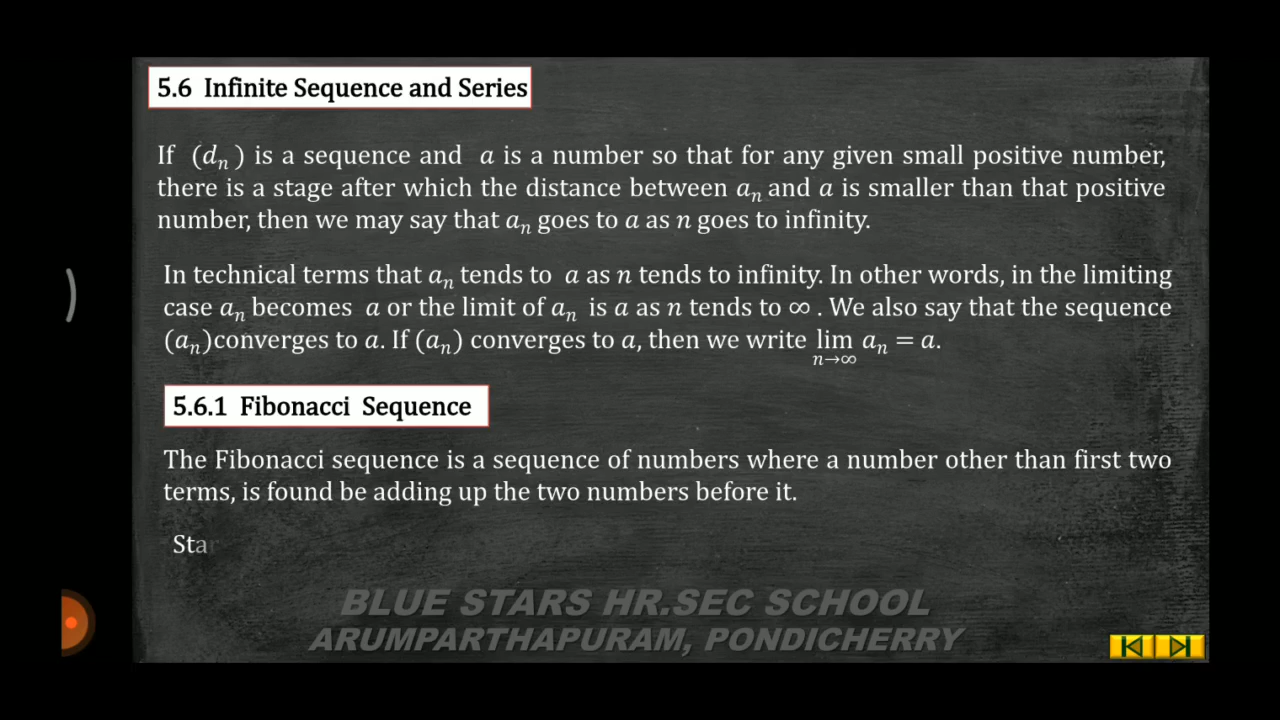 5.6 Infinite Sequence and Series
If (dₙ) is a sequence and a is a number so that for any given small positive number,
there is a stage after which the distance between aₙ and a is smaller than that positive
number, then we may say that aₙ goes to a as n goes to infinity.
In technical terms that aₙ tends to a as n tends to infinity. In other words, in the limiting
case aₙ becomes a or the limit of aₙ is a as n tends to ∞ . We also say that the sequence
(aₙ)converges to a. If (aₙ) converges to a, then we write lim aₙ = a.
n→∞
5.6.1 Fibonacci Sequence
The Fibonacci sequence is a sequence of numbers where a number other than first two
terms, is found be adding up the two numbers before it.
Star
BLUE STARS HR.SEC SCHOOL
ARUMPARTHAPURAM, PONDICHERRY